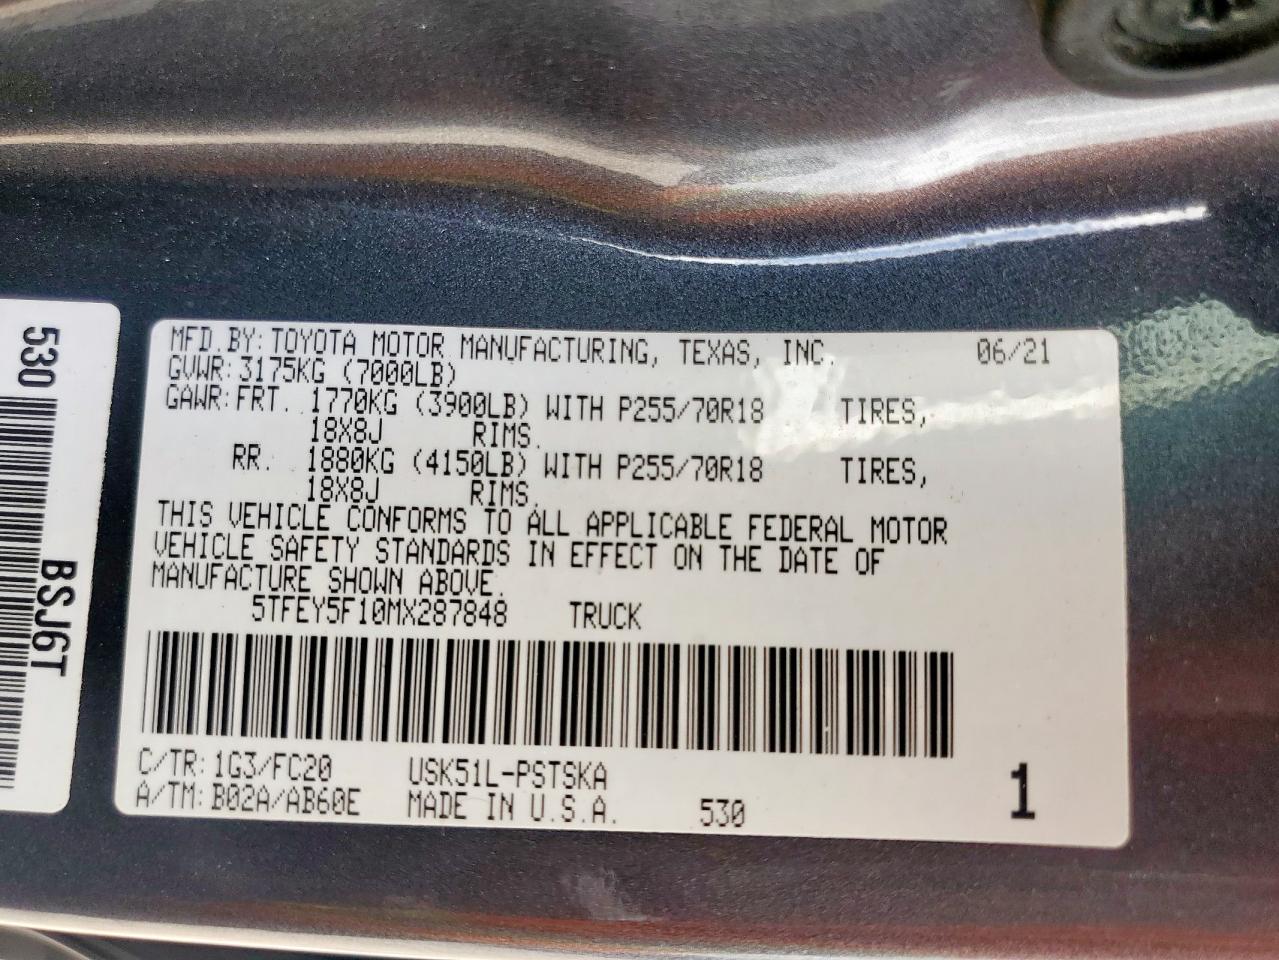 MFD. BY: TOYOTA MOTOR MANUFACTURING, TEXAS, INC. 06/21
GVWR: 3175KG (7000LB)
GAWR: FRT. 1770KG (3900LB) WITH P255/70R18 TIRES,
18X8J RIMS.
RR. 1880KG (4150LB) WITH P255/70R18 TIRES,
18X8J RIMS.
THIS VEHICLE CONFORMS TO ALL APPLICABLE FEDERAL MOTOR
VEHICLE SAFETY STANDARDS IN EFFECT ON THE DATE OF
MANUFACTURE SHOWN ABOVE.
5TFEY5F10MX287848 TRUCK
C/TR: 1G3/FC20 USK51L-PSTSKA
A/TM: B02A/AB60E MADE IN U.S.A. 530
1
530
BSJ6T